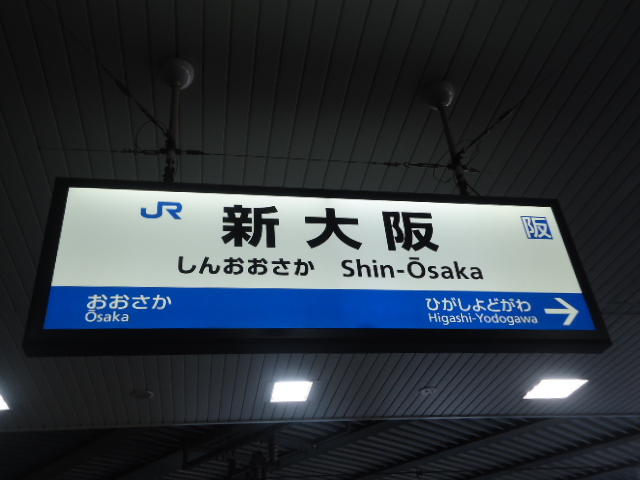 JR 新大阪 阪
しんおおさか Shin-Ōsaka
おおさか ひがしよどがわ →
Ōsaka Higashi-Yodogawa